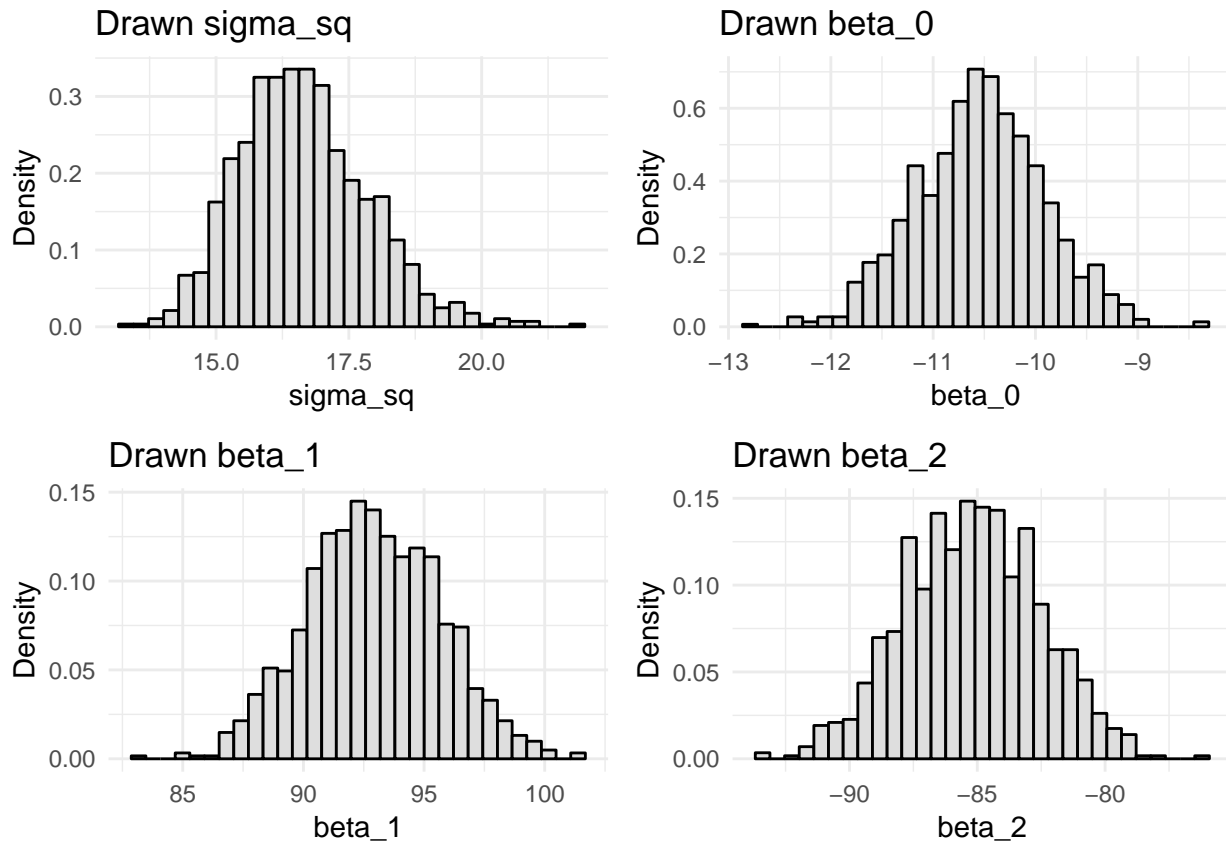 Drawn sigma_sq
Density
0.3
0.2
0.1
0.0
15.0 17.5 20.0
sigma_sq
Drawn beta_0
Density
0.6
0.4
0.2
0.0
−13 −12 −11 −10 −9
beta_0
Drawn beta_1
Density
0.15
0.10
0.05
0.00
85 90 95 100
beta_1
Drawn beta_2
Density
0.15
0.10
0.05
0.00
−90 −85 −80
beta_2